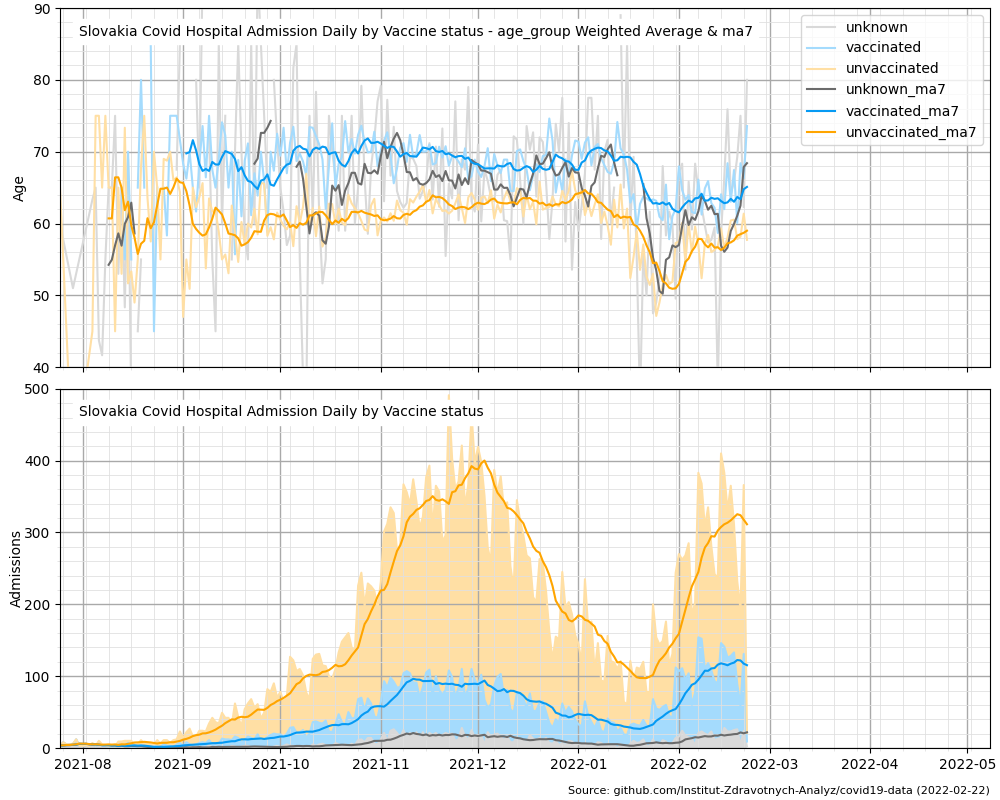 90
Slovakia Covid Hospital Admission Daily by Vaccine status - age_group Weighted Average & ma7
unknown
vaccinated
unvaccinated
unknown_ma7
vaccinated_ma7
unvaccinated_ma7
80
70
Age
60
50
40
500
Slovakia Covid Hospital Admission Daily by Vaccine status
400
300
Admissions
200
100
0
2021-08 2021-09 2021-10 2021-11 2021-12 2022-01 2022-02 2022-03 2022-04 2022-05
Source: github.com/Institut-Zdravotnych-Analyz/covid19-data (2022-02-22)